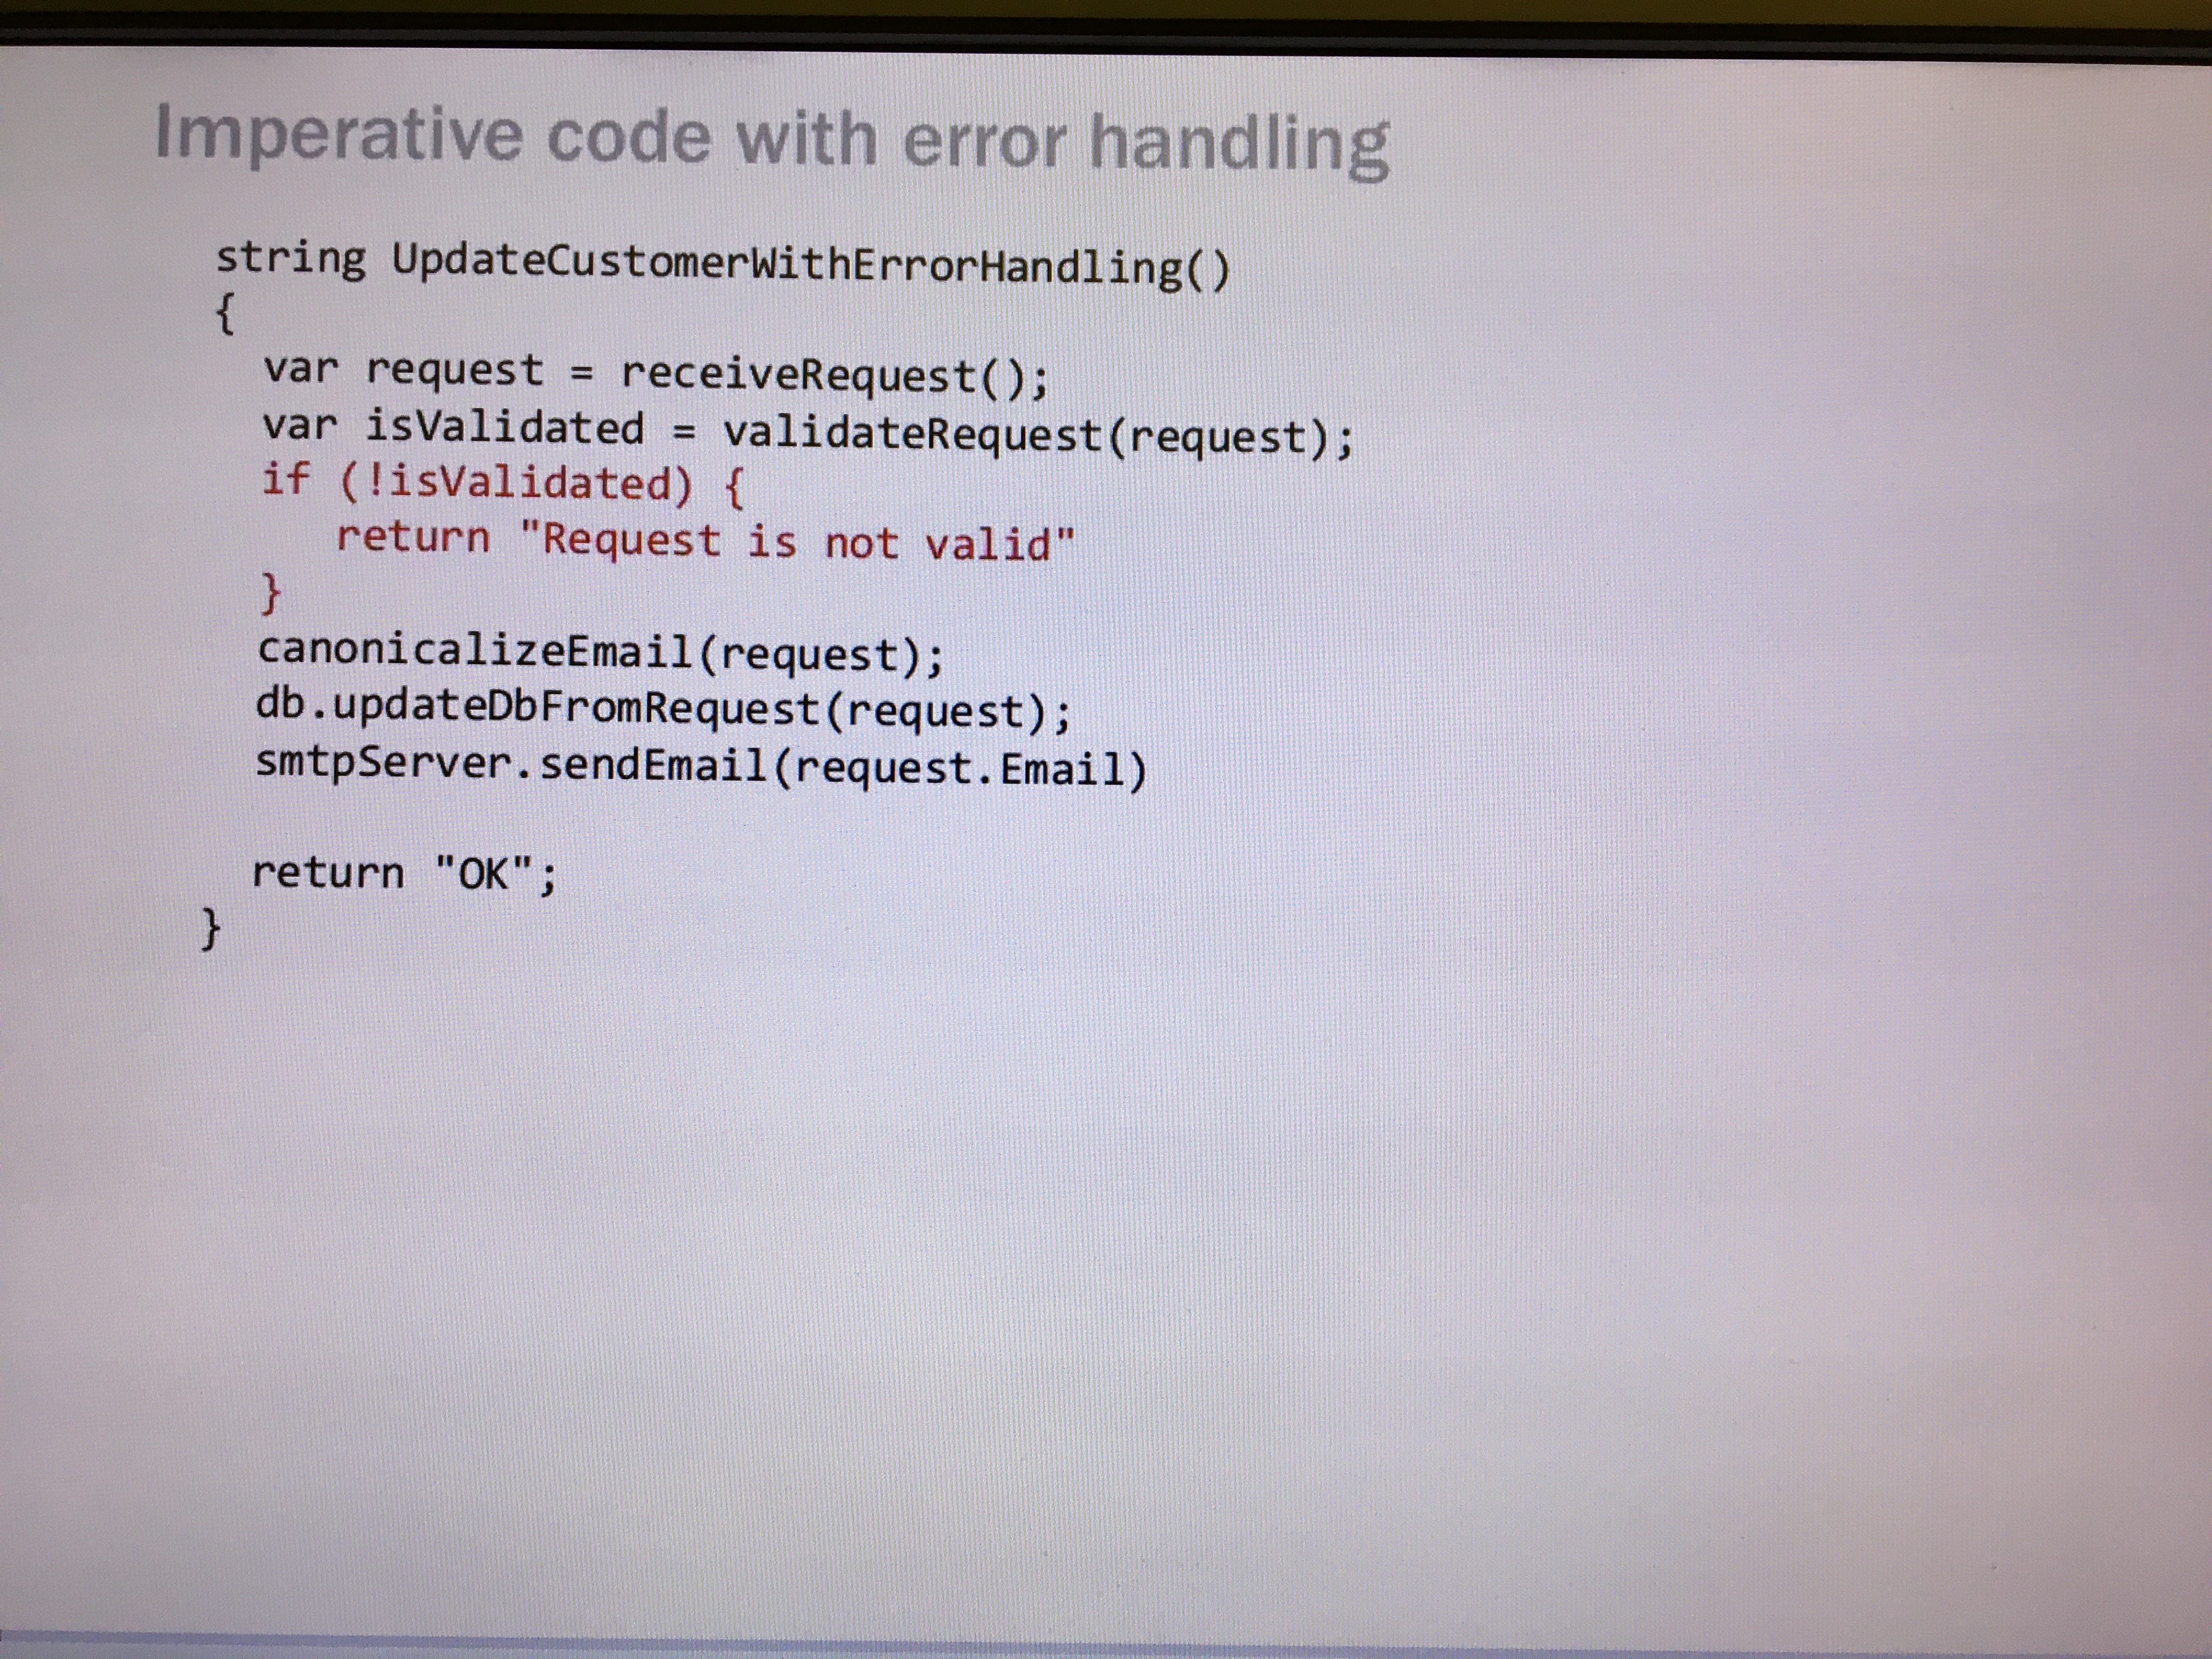 Imperative code with error handling
string UpdateCustomerWithErrorHandling()
{
var request = receiveRequest();
var isValidated = validateRequest(request);
if (!isValidated) {
return "Request is not valid"
}
canonicalizeEmail(request);
db.updateDbFromRequest(request);
smtpServer.sendEmail(request.Email)
return "OK";
}